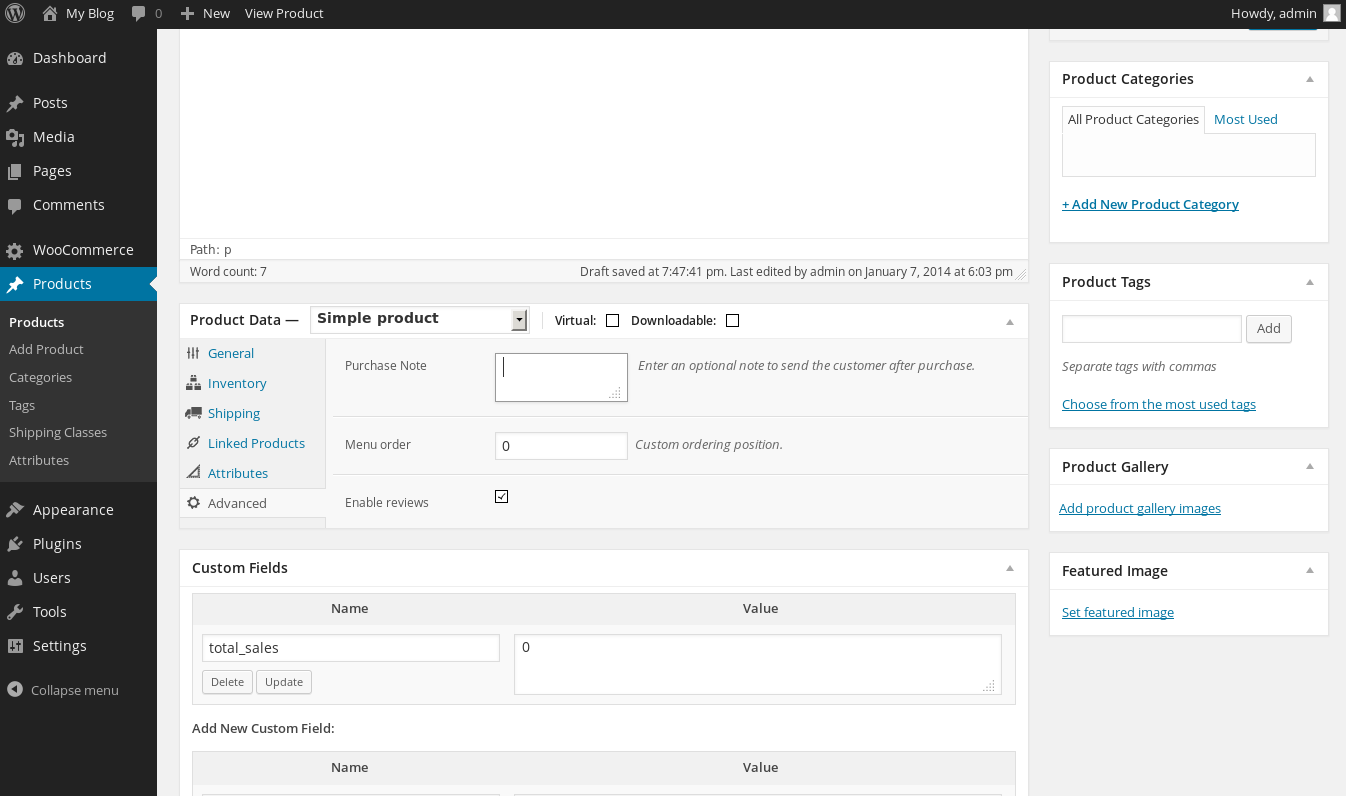 My Blog 0 New View Product Howdy, admin
Dashboard
Posts
Media
Pages
Comments
WooCommerce
Products
Products
Add Product
Categories
Tags
Shipping Classes
Attributes
Appearance
Plugins
Users
Tools
Settings
Collapse menu
Path: p
Word count: 7 Draft saved at 7:47:41 pm. Last edited by admin on January 7, 2014 at 6:03 pm
Product Data — Simple product Virtual: Downloadable:
General
Inventory
Shipping
Linked Products
Attributes
Advanced
Purchase Note Enter an optional note to send the customer after purchase.
Menu order 0 Custom ordering position.
Enable reviews
Custom Fields
Name Value
total_sales 0
Delete Update
Add New Custom Field:
Name Value
Product Categories
All Product Categories Most Used
+ Add New Product Category
Product Tags
Add
Separate tags with commas
Choose from the most used tags
Product Gallery
Add product gallery images
Featured Image
Set featured image